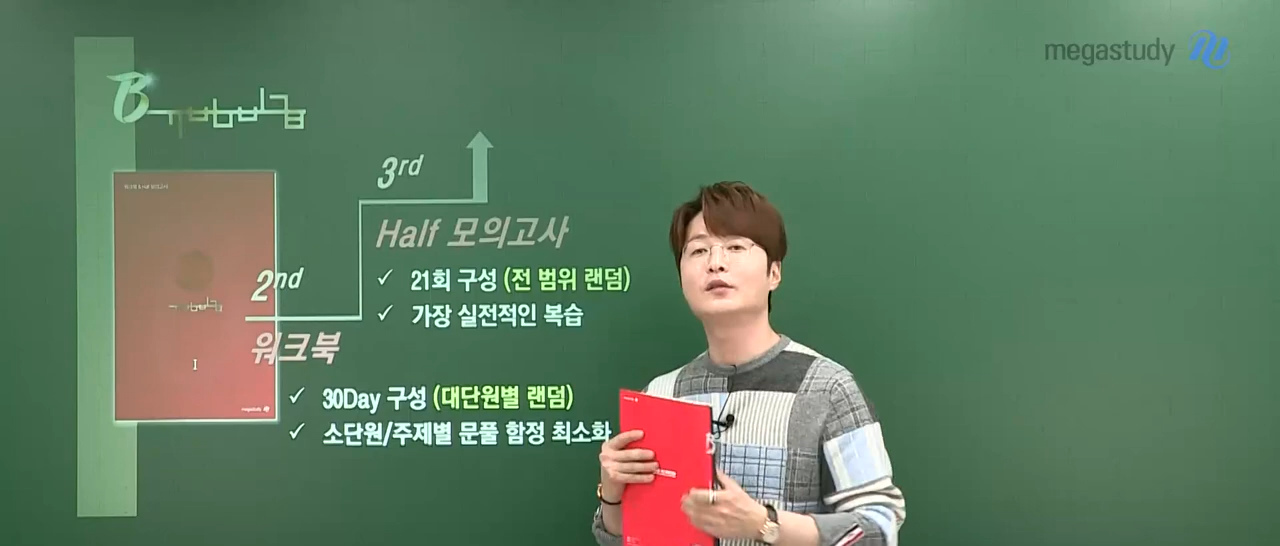 megastudy
3rd
Half 모의고사
✓ 21회 구성 (전 범위 랜덤)
✓ 가장 실전적인 복습
2nd
워크북
I
✓ 30Day 구성 (대단원별 랜덤)
✓ 소단원/주제별 문풀 함정 최소화
megastudy